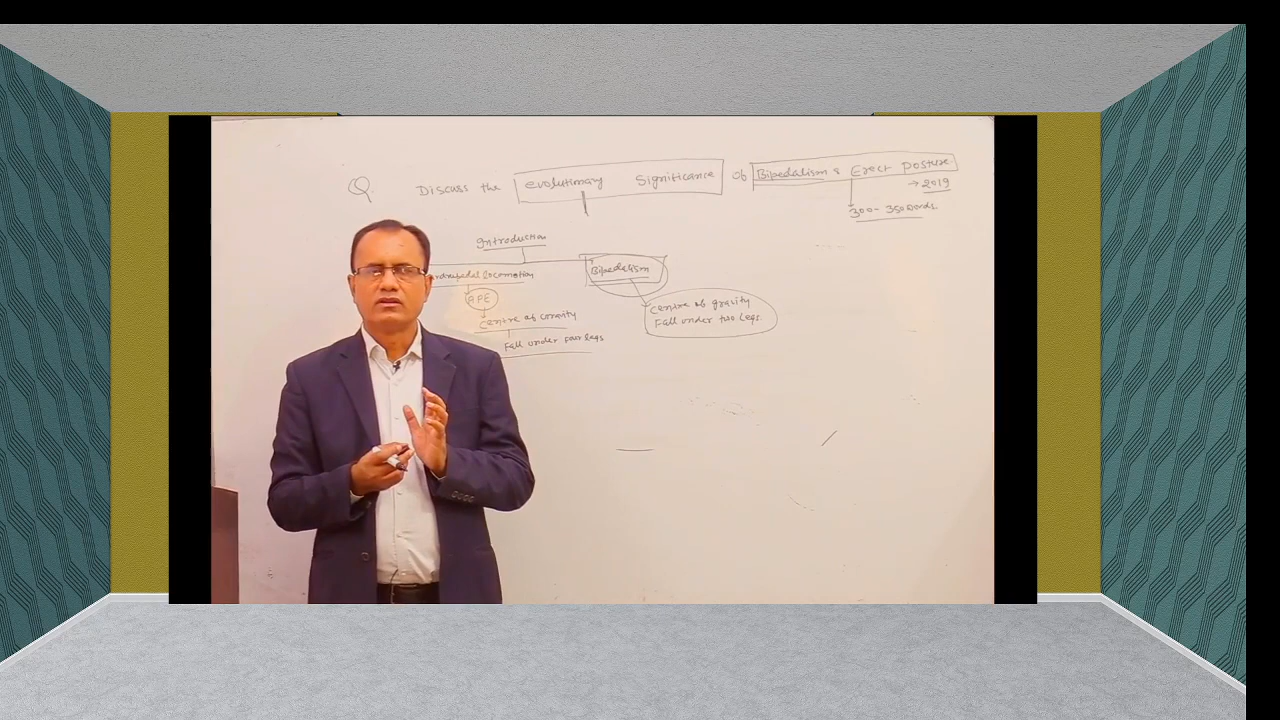 Q. Discuss the evolutionary Significance of Bipedalism & Erect Posture
→ 2019
300 - 350 words.
Introduction
locomotion
Bipedalism
APE
Centre of gravity
Fall under two Legs.
Centre of gravity
Fall under four legs